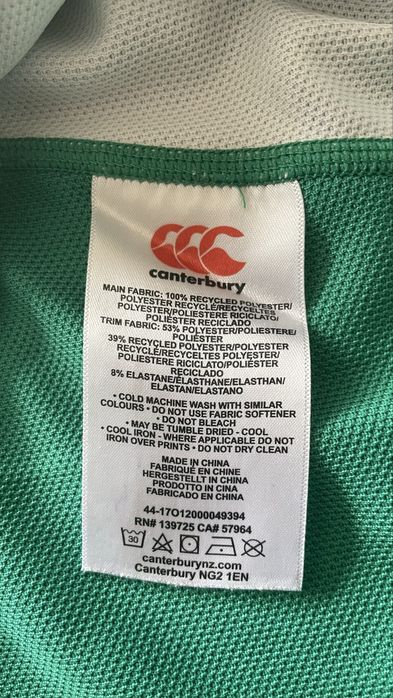 canterbury
MAIN FABRIC: 100% RECYCLED POLYESTER/
POLYESTER RECYCLÉ/RECYCELTES
POLYESTER/POLIESTERE RICICLATO/
POLIÉSTER RECICLADO
TRIM FABRIC: 53% POLYESTER/POLIESTERE/
POLIÉSTER
39% RECYCLED POLYESTER/POLYESTER
RECYCLÉ/RECYCELTES POLYESTER/
POLIESTERE RICICLATO/POLIÉSTER
RECICLADO
8% ELASTANE/ÉLASTHANE/ELASTHAN/
ELASTAN/ELASTANO
• COLD MACHINE WASH WITH SIMILAR
COLOURS • DO NOT USE FABRIC SOFTENER
• DO NOT BLEACH
• MAY BE TUMBLE DRIED - COOL
• COOL IRON - WHERE APPLICABLE DO NOT
IRON OVER PRINTS • DO NOT DRY CLEAN
MADE IN CHINA
FABRIQUÉ EN CHINE
HERGESTELLT IN CHINA
PRODOTTO IN CINA
FABRICADO EN CHINA
44-17O12000049394
RN# 139725 CA# 57964
30
canterburynz.com
Canterbury NG2 1EN